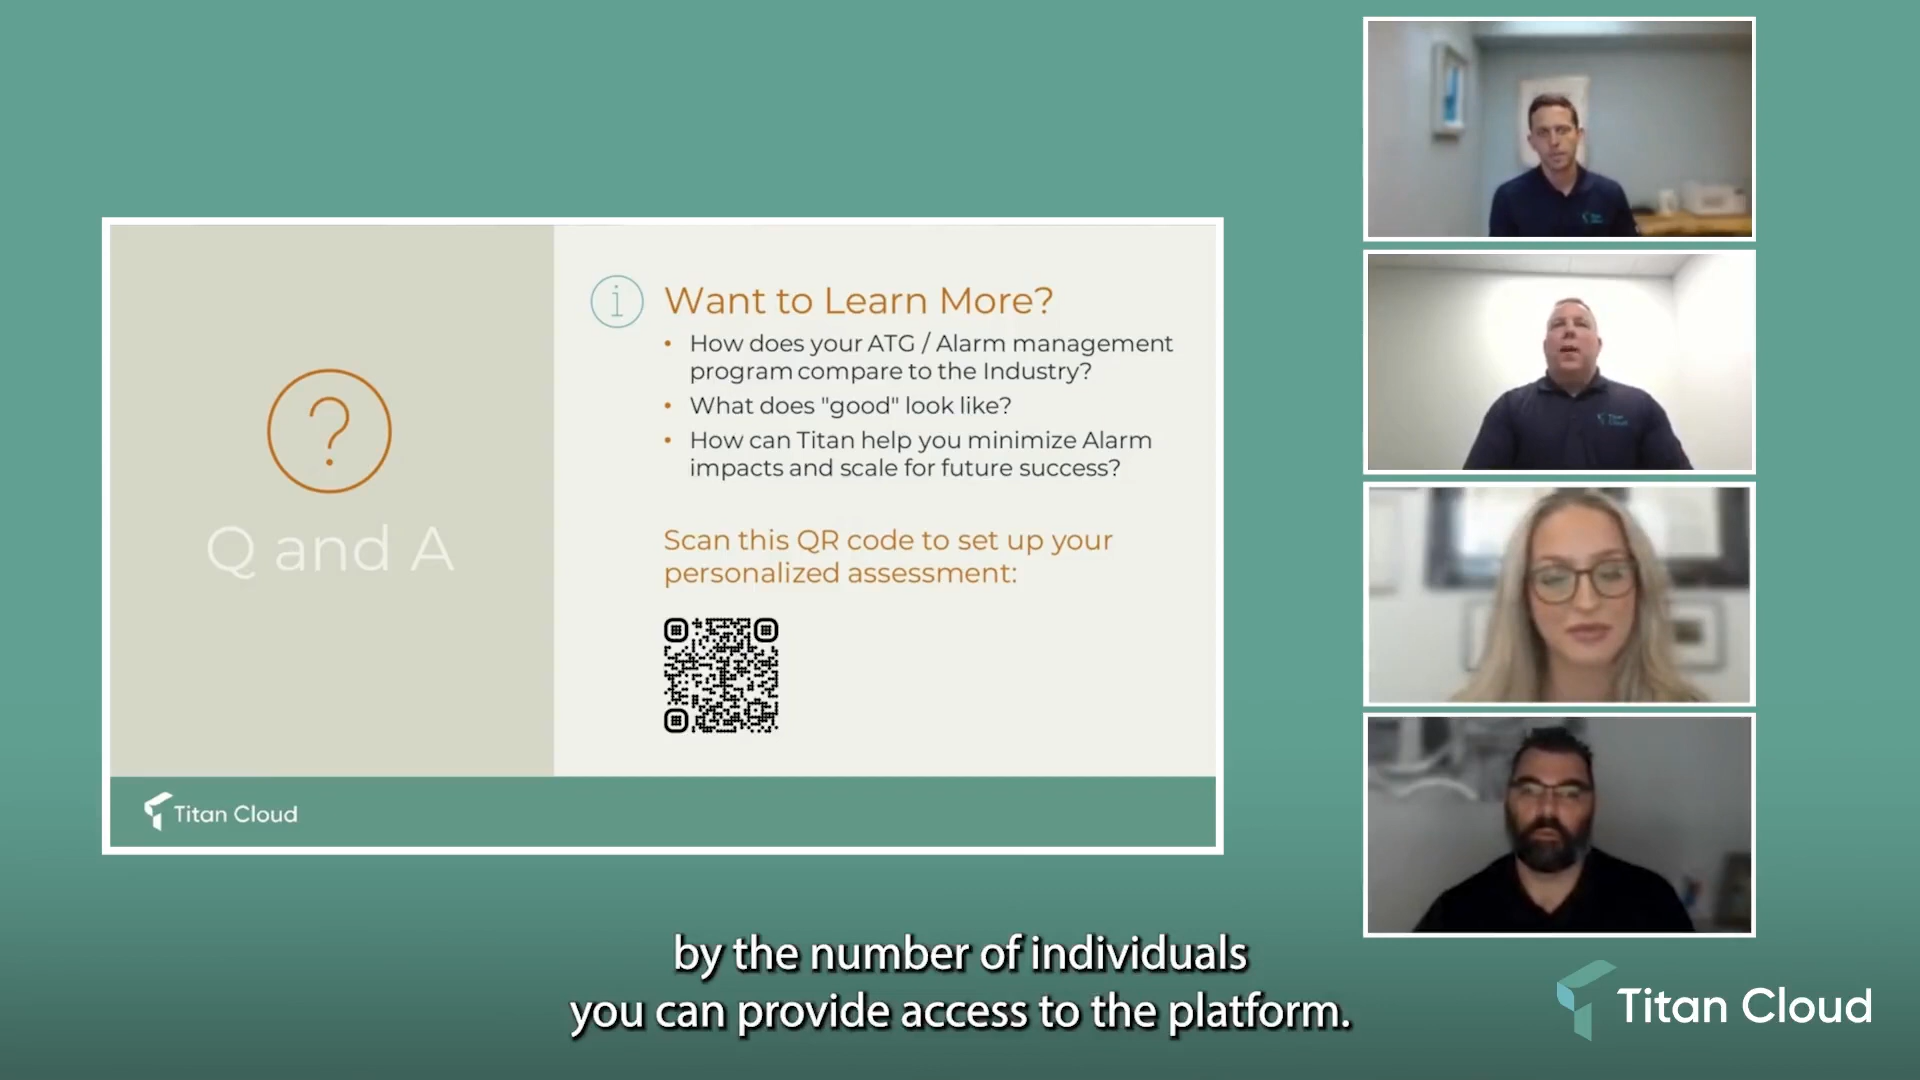 Want to Learn More?
• How does your ATG / Alarm management
program compare to the Industry?
• What does "good" look like?
• How can Titan help you minimize Alarm
impacts and scale for future success?
Q and A
Scan this QR code to set up your
personalized assessment:
Titan Cloud
by the number of individuals
you can provide access to the platform.
Titan Cloud